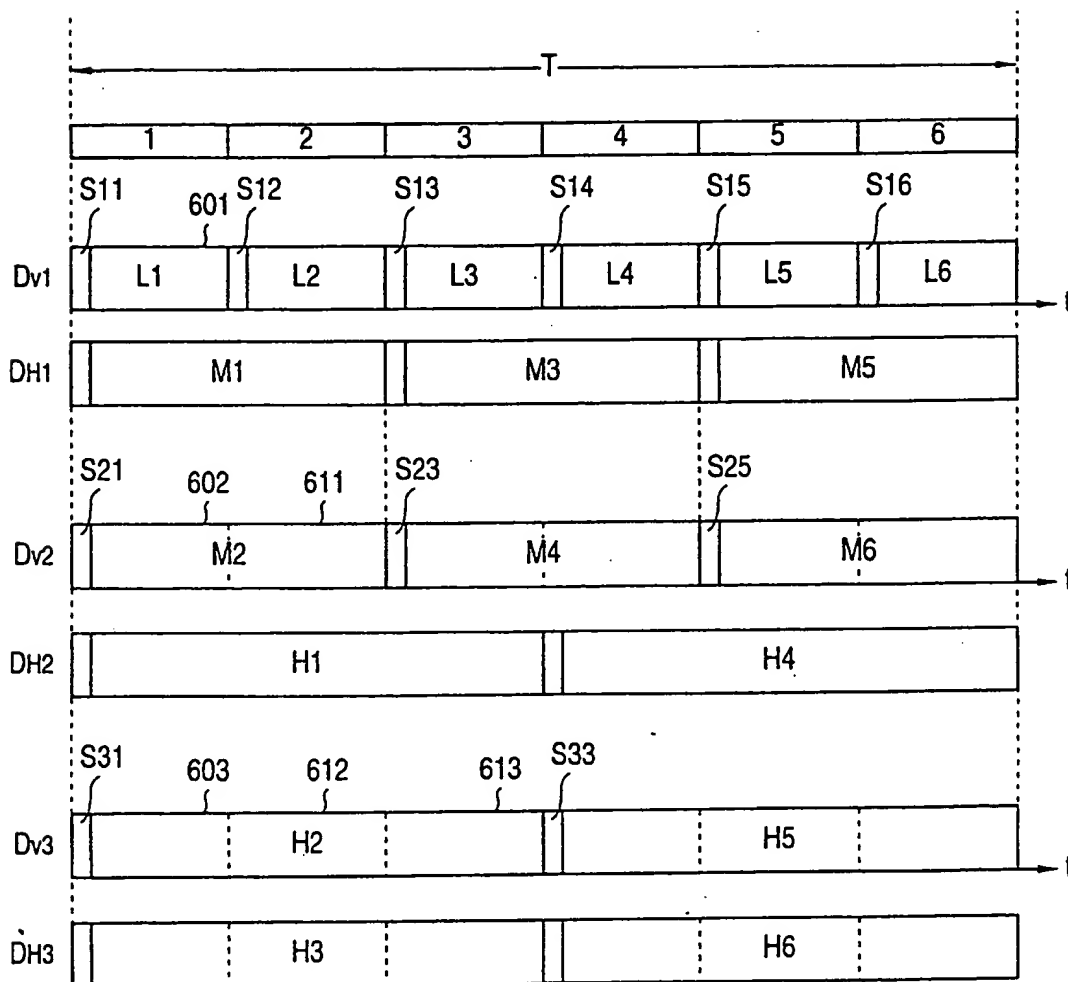 T
1 2 3 4 5 6
S11 601 S12 S13 S14 S15 S16
Dv1 L1 L2 L3 L4 L5 L6 t
DH1 M1 M3 M5
S21 602 611 S23 S25
Dv2 M2 M4 M6 t
DH2 H1 H4
S31 603 612 613 S33
Dv3 H2 H5 t
DH3 H3 H6